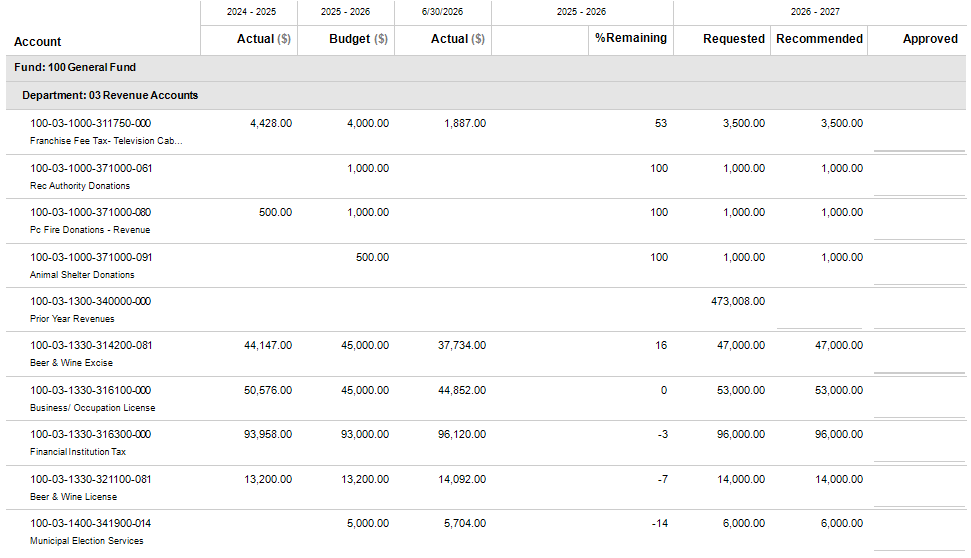 2024 - 2025 2025 - 2026 6/30/2026 2025 - 2026 2026 - 2027
Account Actual ($) Budget ($) Actual ($) %Remaining Requested Recommended Approved
Fund: 100 General Fund
Department: 03 Revenue Accounts
100-03-1000-311750-000 4,428.00 4,000.00 1,887.00 53 3,500.00 3,500.00
Franchise Fee Tax- Television Cab...
100-03-1000-371000-061 1,000.00 100 1,000.00 1,000.00
Rec Authority Donations
100-03-1000-371000-080 500.00 1,000.00 100 1,000.00 1,000.00
Pc Fire Donations - Revenue
100-03-1000-371000-091 500.00 100 1,000.00 1,000.00
Animal Shelter Donations
100-03-1300-340000-000 473,008.00
Prior Year Revenues
100-03-1330-314200-081 44,147.00 45,000.00 37,734.00 16 47,000.00 47,000.00
Beer & Wine Excise
100-03-1330-316100-000 50,576.00 45,000.00 44,852.00 0 53,000.00 53,000.00
Business/ Occupation License
100-03-1330-316300-000 93,958.00 93,000.00 96,120.00 -3 96,000.00 96,000.00
Financial Institution Tax
100-03-1330-321100-081 13,200.00 13,200.00 14,092.00 -7 14,000.00 14,000.00
Beer & Wine License
100-03-1400-341900-014 5,000.00 5,704.00 -14 6,000.00 6,000.00
Municipal Election Services